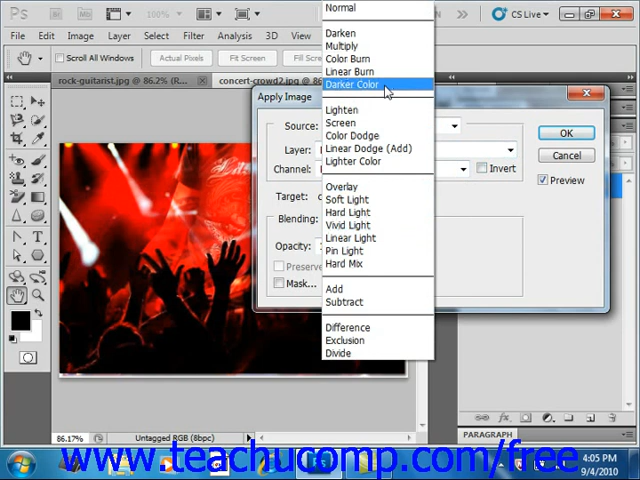 Ps
150%
CS Live
File Edit Image Layer Select Filter Analysis 3D View
Scroll All Windows Actual Pixels Fit Screen
rock-guitarist.jpg @ 86.2% (R... concert-crowd2.jpg @ 86.
Apply Image
Source:
Layer:
Channel: Invert
Target:
Blending:
Opacity:
Preserve
Mask...
OK
Cancel
Preview
Normal
Darken
Multiply
Color Burn
Linear Burn
Darker Color
Lighten
Screen
Color Dodge
Linear Dodge (Add)
Lighter Color
Overlay
Soft Light
Hard Light
Vivid Light
Linear Light
Pin Light
Hard Mix
Add
Subtract
Difference
Exclusion
Divide
86.17% Untagged RGB (8bpc)
PARAGRAPH
www.teachucomp.com/free
4:05 PM
9/4/2010